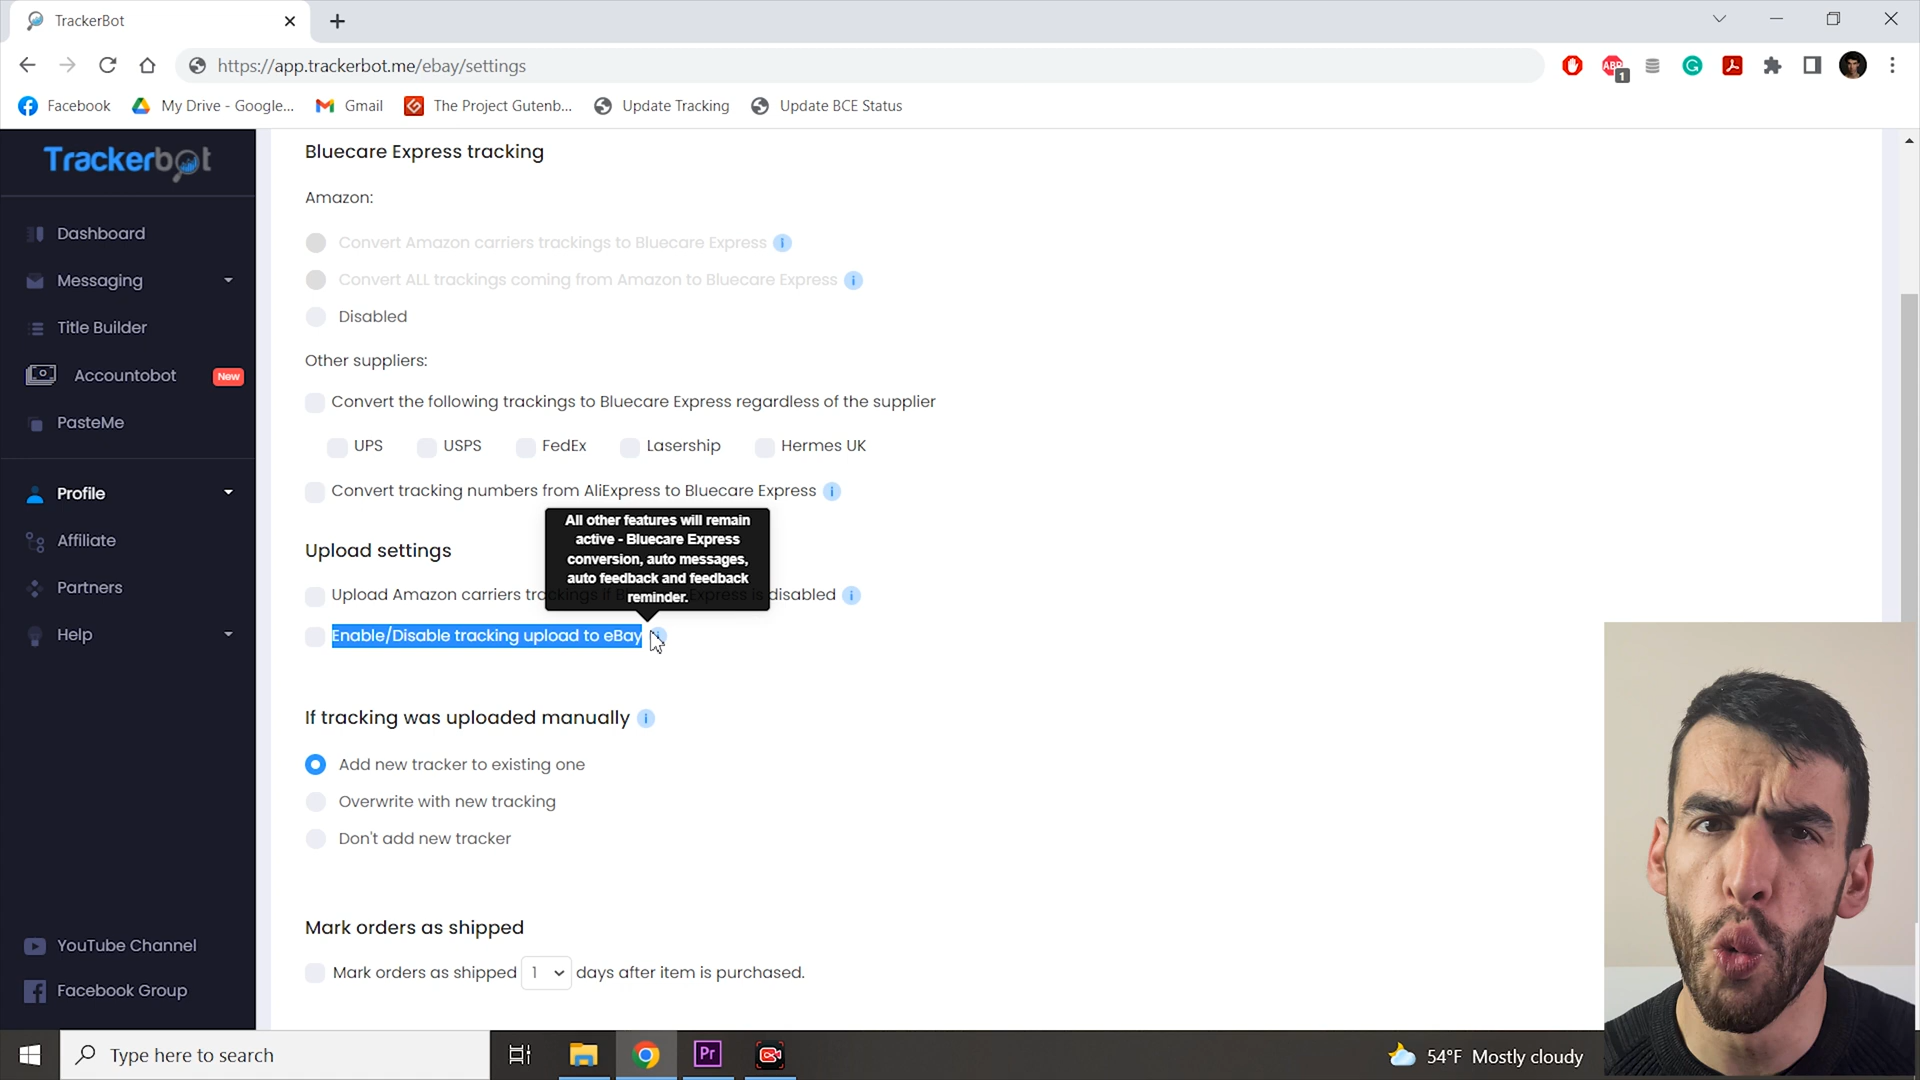 TrackerBot
https://app.trackerbot.me/ebay/settings
ABP
1
Facebook
My Drive - Google...
Gmail
The Project Gutenb...
Update Tracking
Update BCE Status
Trackerbot
Dashboard
Messaging
Title Builder
Accountobot
New
PasteMe
Profile
Affiliate
Partners
Help
YouTube Channel
Facebook Group
Bluecare Express tracking
Amazon:
Convert Amazon carriers trackings to Bluecare Express
Convert ALL trackings coming from Amazon to Bluecare Express
Disabled
Other suppliers:
Convert the following trackings to Bluecare Express regardless of the supplier
UPS
USPS
FedEx
Lasership
Hermes UK
Convert tracking numbers from AliExpress to Bluecare Express
All other features will remain
active - Bluecare Express
conversion, auto messages,
auto feedback and feedback
reminder.
Upload settings
Upload Amazon carriers trackings if Bluecare Express is disabled
Enable/Disable tracking upload to eBay
If tracking was uploaded manually
Add new tracker to existing one
Overwrite with new tracking
Don't add new tracker
Mark orders as shipped
Mark orders as shipped 1 days after item is purchased.
Type here to search
Pr
54°F Mostly cloudy